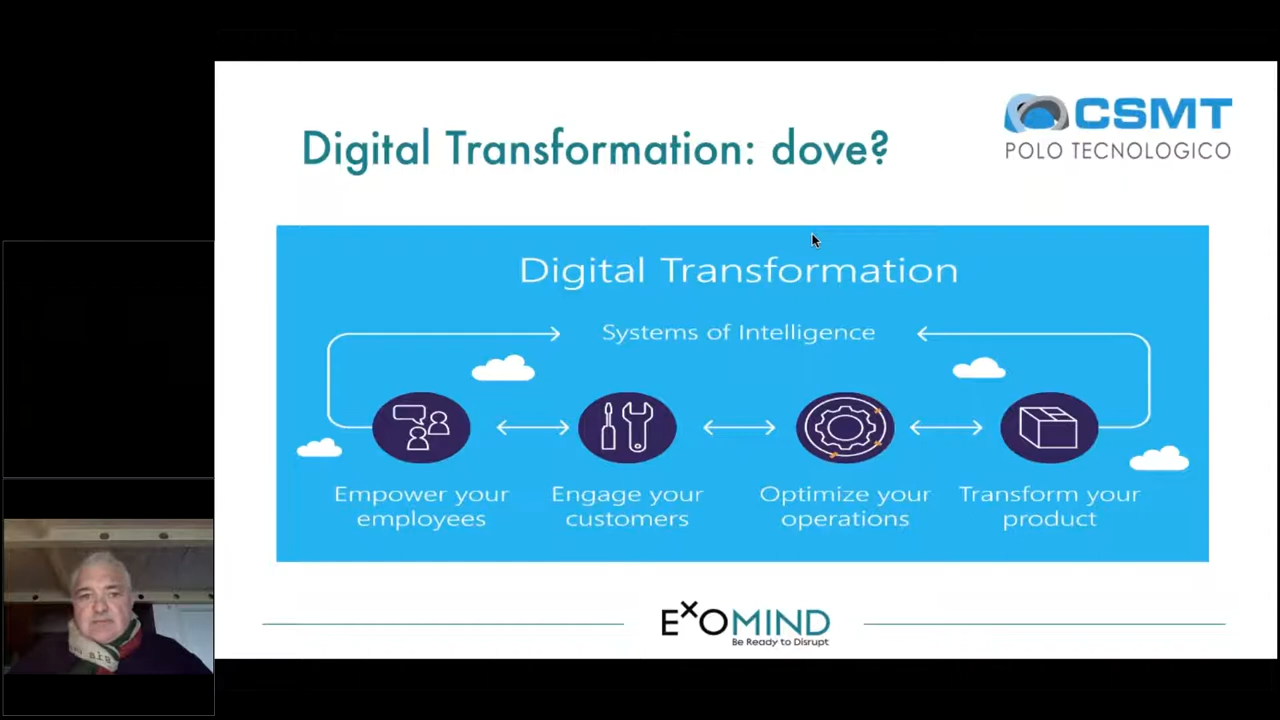 Digital Transformation: dove?
CSMT
POLO TECNOLOGICO
Digital Transformation
Systems of Intelligence
Empower your
employees
Engage your
customers
Optimize your
operations
Transform your
product
EXOMIND
Be Ready to Disrupt